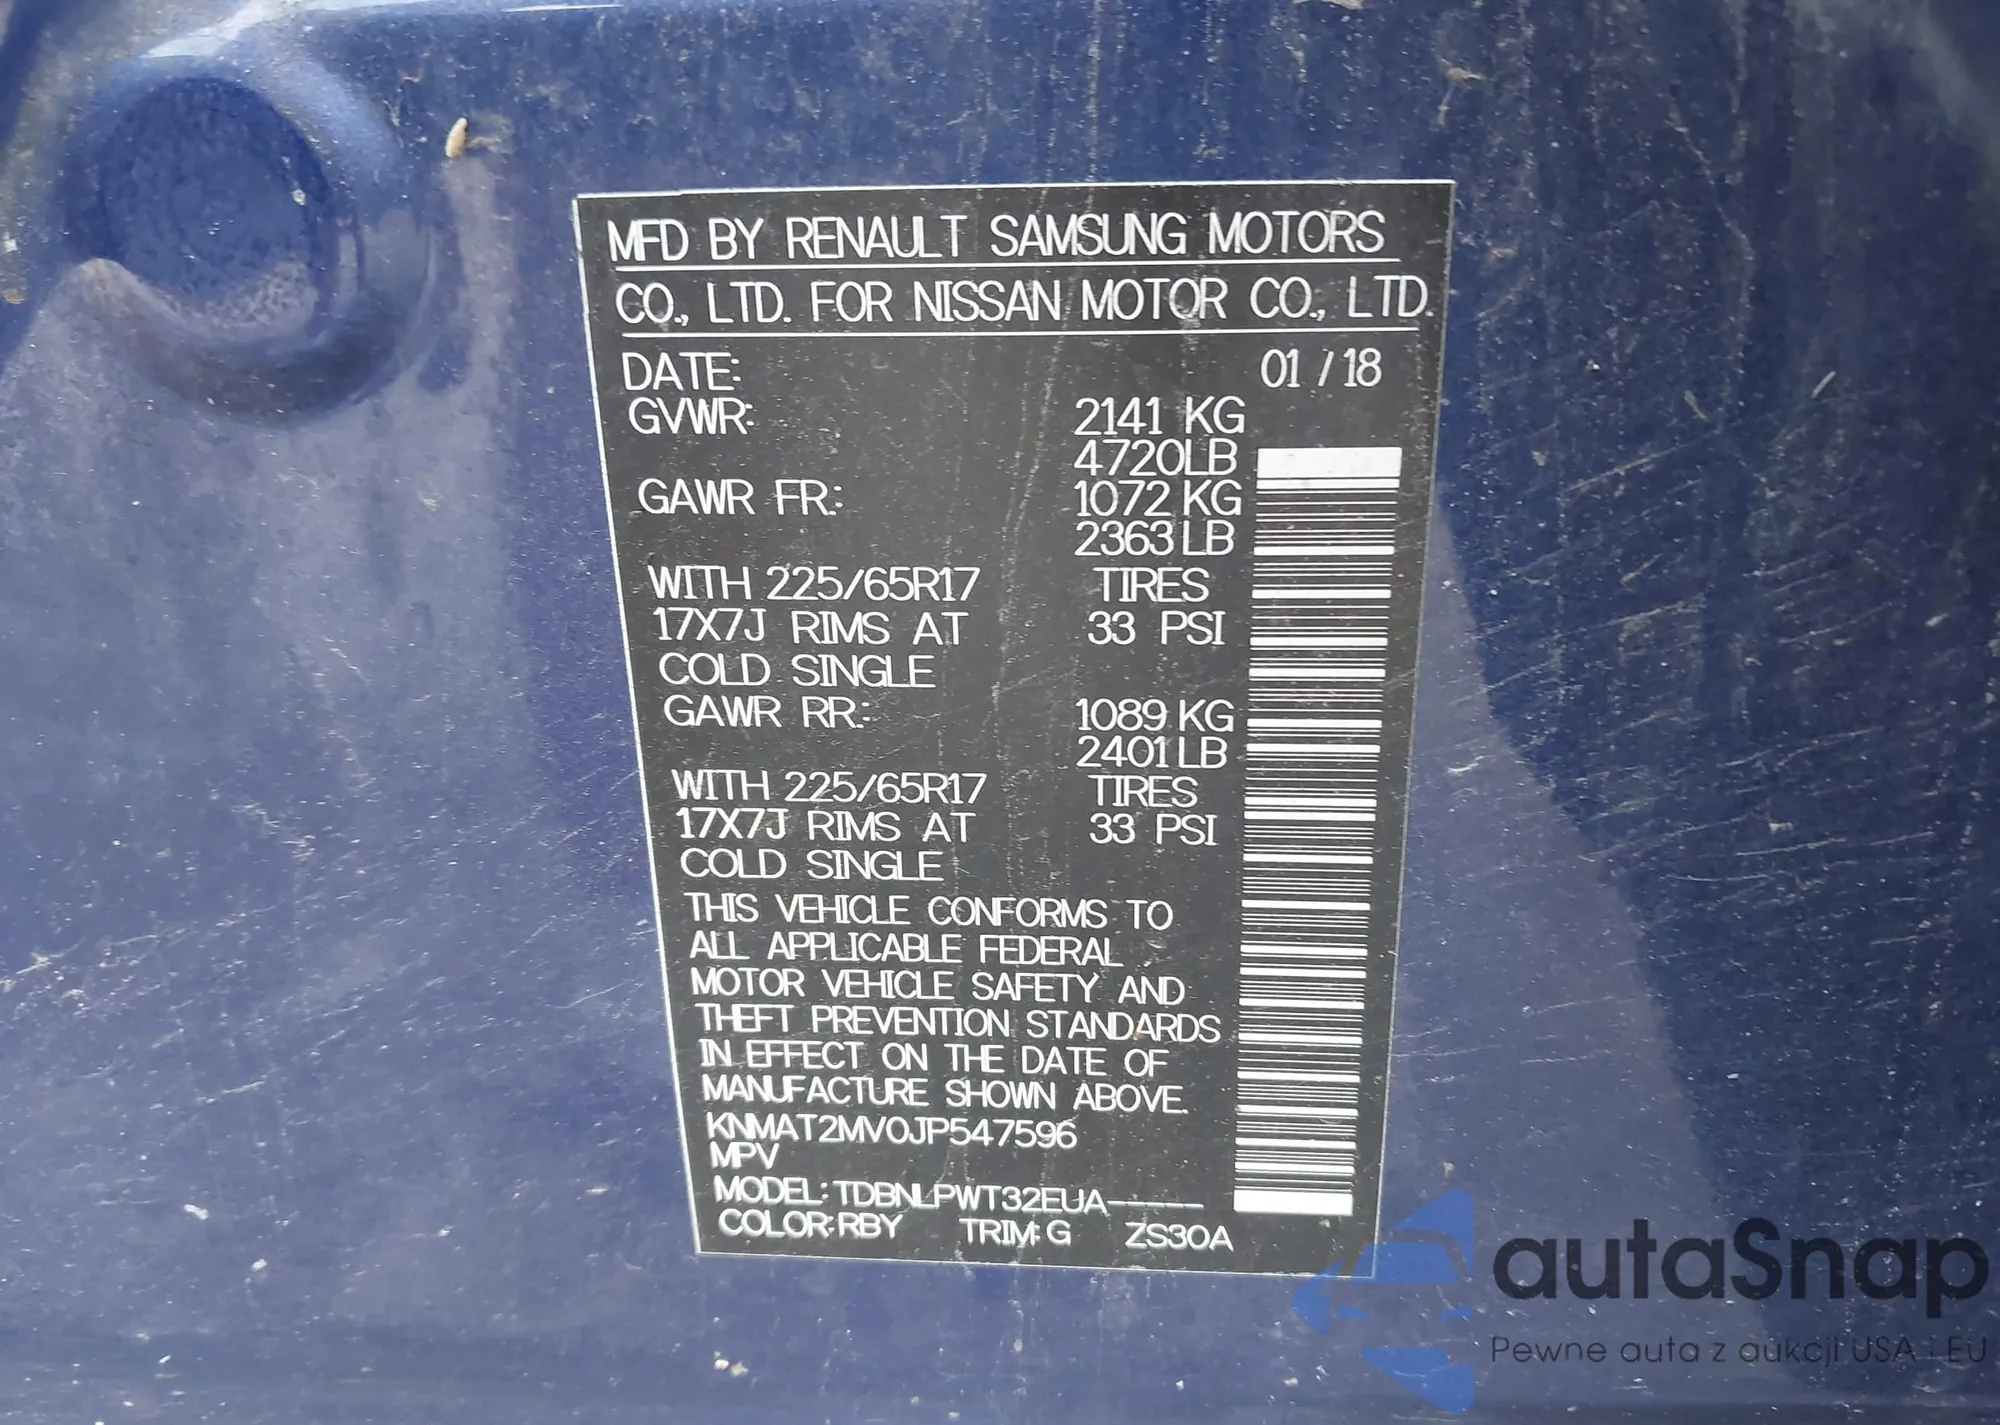 MFD BY RENAULT SAMSUNG MOTORS
CO., LTD. FOR NISSAN MOTOR CO., LTD.
DATE: 01 / 18
GVWR: 2141 KG
4720LB
GAWR FR.: 1072 KG
2363 LB
WITH 225/65R17 TIRES
17X7J RIMS AT 33 PSI
COLD SINGLE
GAWR RR.: 1089 KG
2401 LB
WITH 225/65R17 TIRES
17X7J RIMS AT 33 PSI
COLD SINGLE
THIS VEHICLE CONFORMS TO
ALL APPLICABLE FEDERAL
MOTOR VEHICLE SAFETY AND
THEFT PREVENTION STANDARDS
IN EFFECT ON THE DATE OF
MANUFACTURE SHOWN ABOVE.
KNMAT2MV0JP547596
MPV
MODEL: TDBNLPWT32EUA-----
COLOR:RBY TRIM:G ZS30A
autaSnap
Pewne auta z aukcji USA i EU